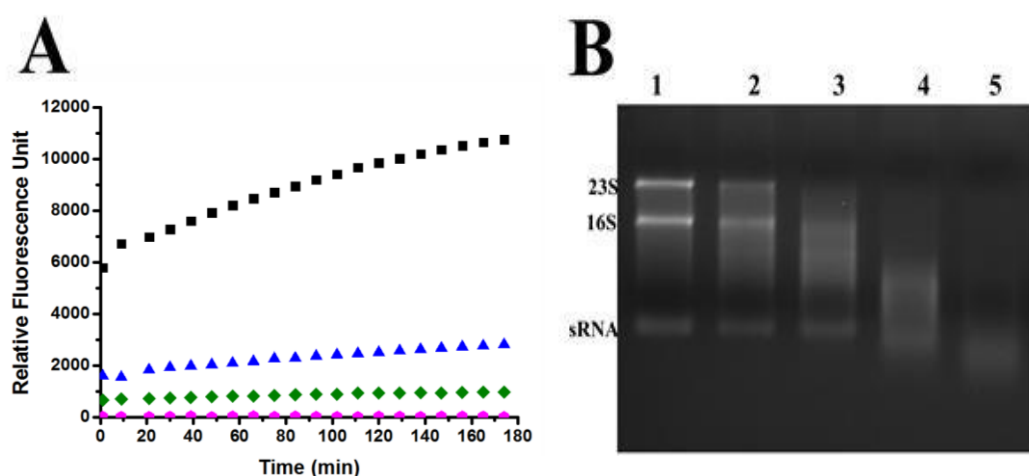 A
12000
10000
8000
6000
4000
2000
0
Relative Fluorescence Unit
0 20 40 60 80 100 120 140 160 180
Time (min)
B
1 2 3 4 5
23S
16S
sRNA